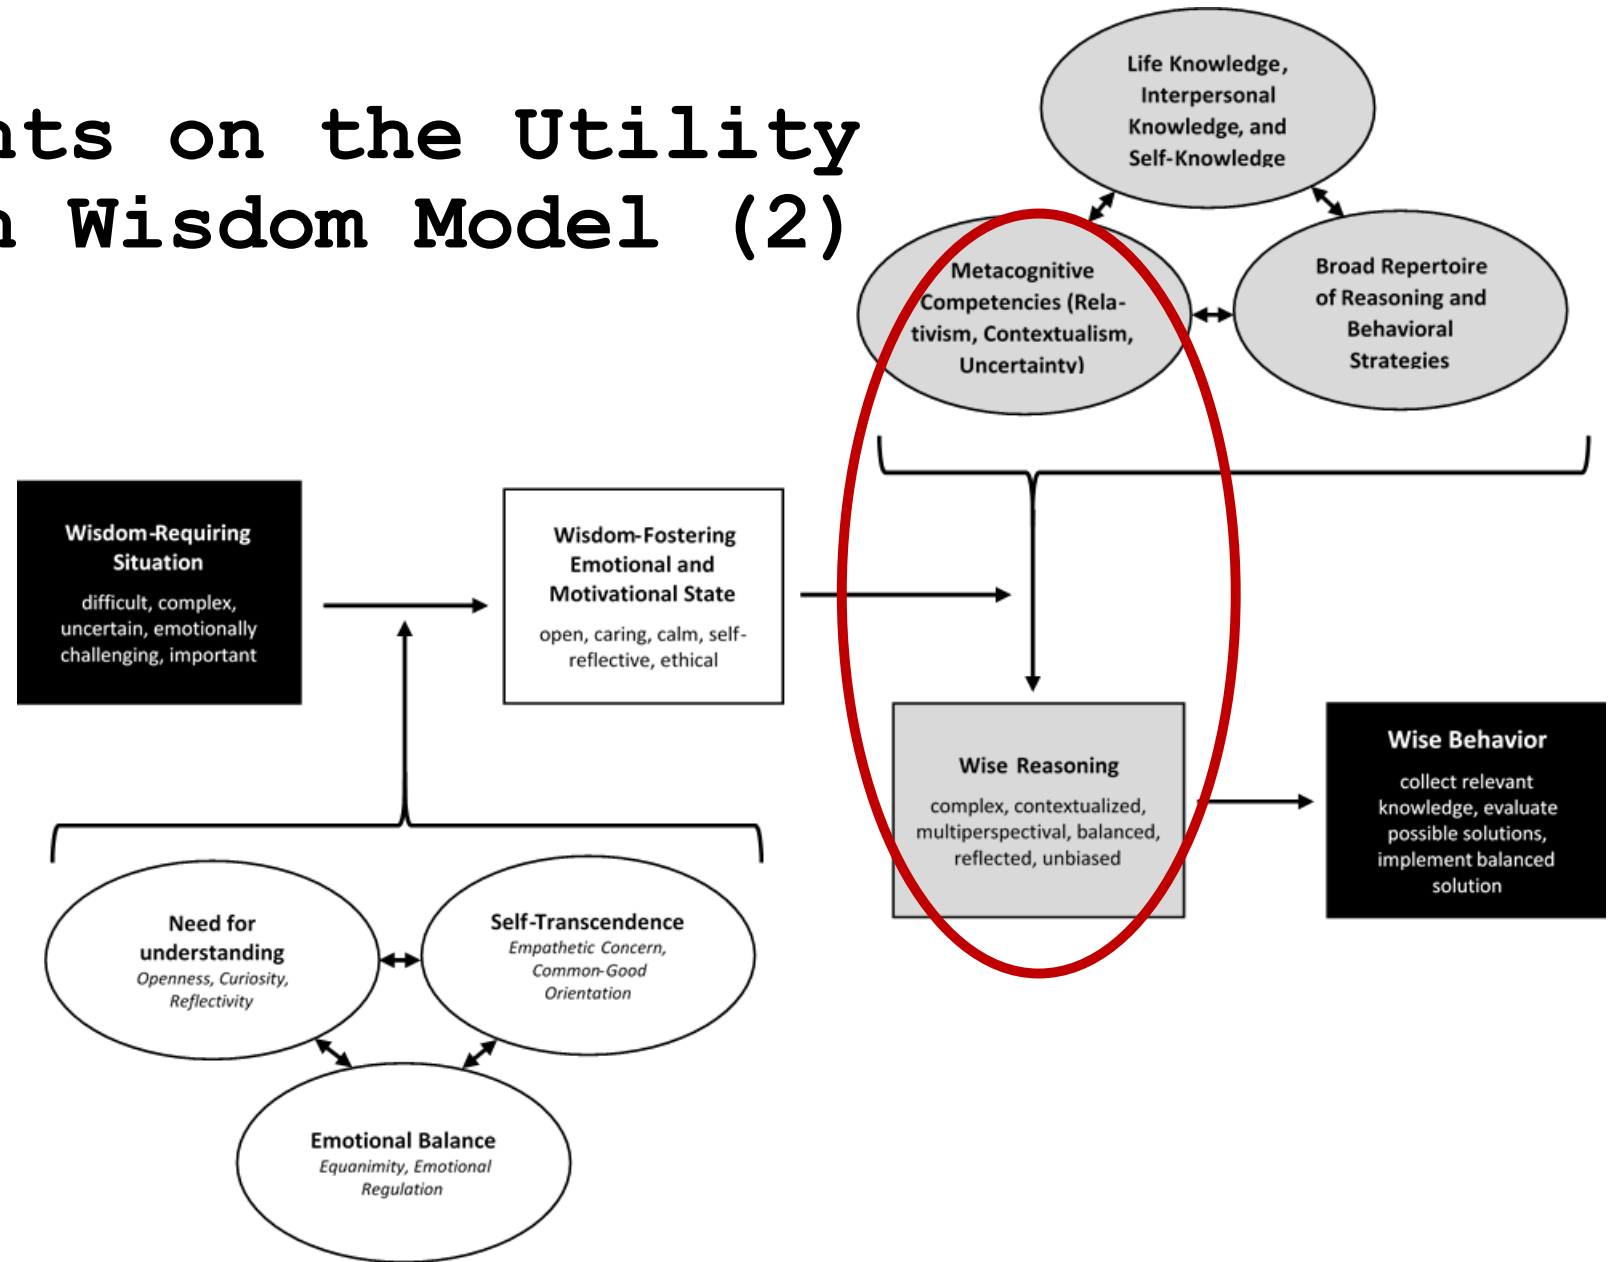 nts on the Utility
Wisdom Model (2)
Life Knowledge,
Interpersonal
Knowledge, and
Self-Knowledge
Metacognitive
Competencies (Rela-
tivism, Contextualism,
Uncertainty)
Broad Repertoire
of Reasoning and
Behavioral
Strategies
Wisdom-Requiring
Situation
difficult, complex,
uncertain, emotionally
challenging, important
Wisdom-Fostering
Emotional and
Motivational State
open, caring, calm, self-
reflective, ethical
Wise Reasoning
complex, contextualized,
multiperspectival, balanced,
reflected, unbiased
Wise Behavior
collect relevant
knowledge, evaluate
possible solutions,
implement balanced
solution
Need for
understanding
Openness, Curiosity,
Reflectivity
Self-Transcendence
Empathetic Concern,
Common-Good
Orientation
Emotional Balance
Equanimity, Emotional
Regulation